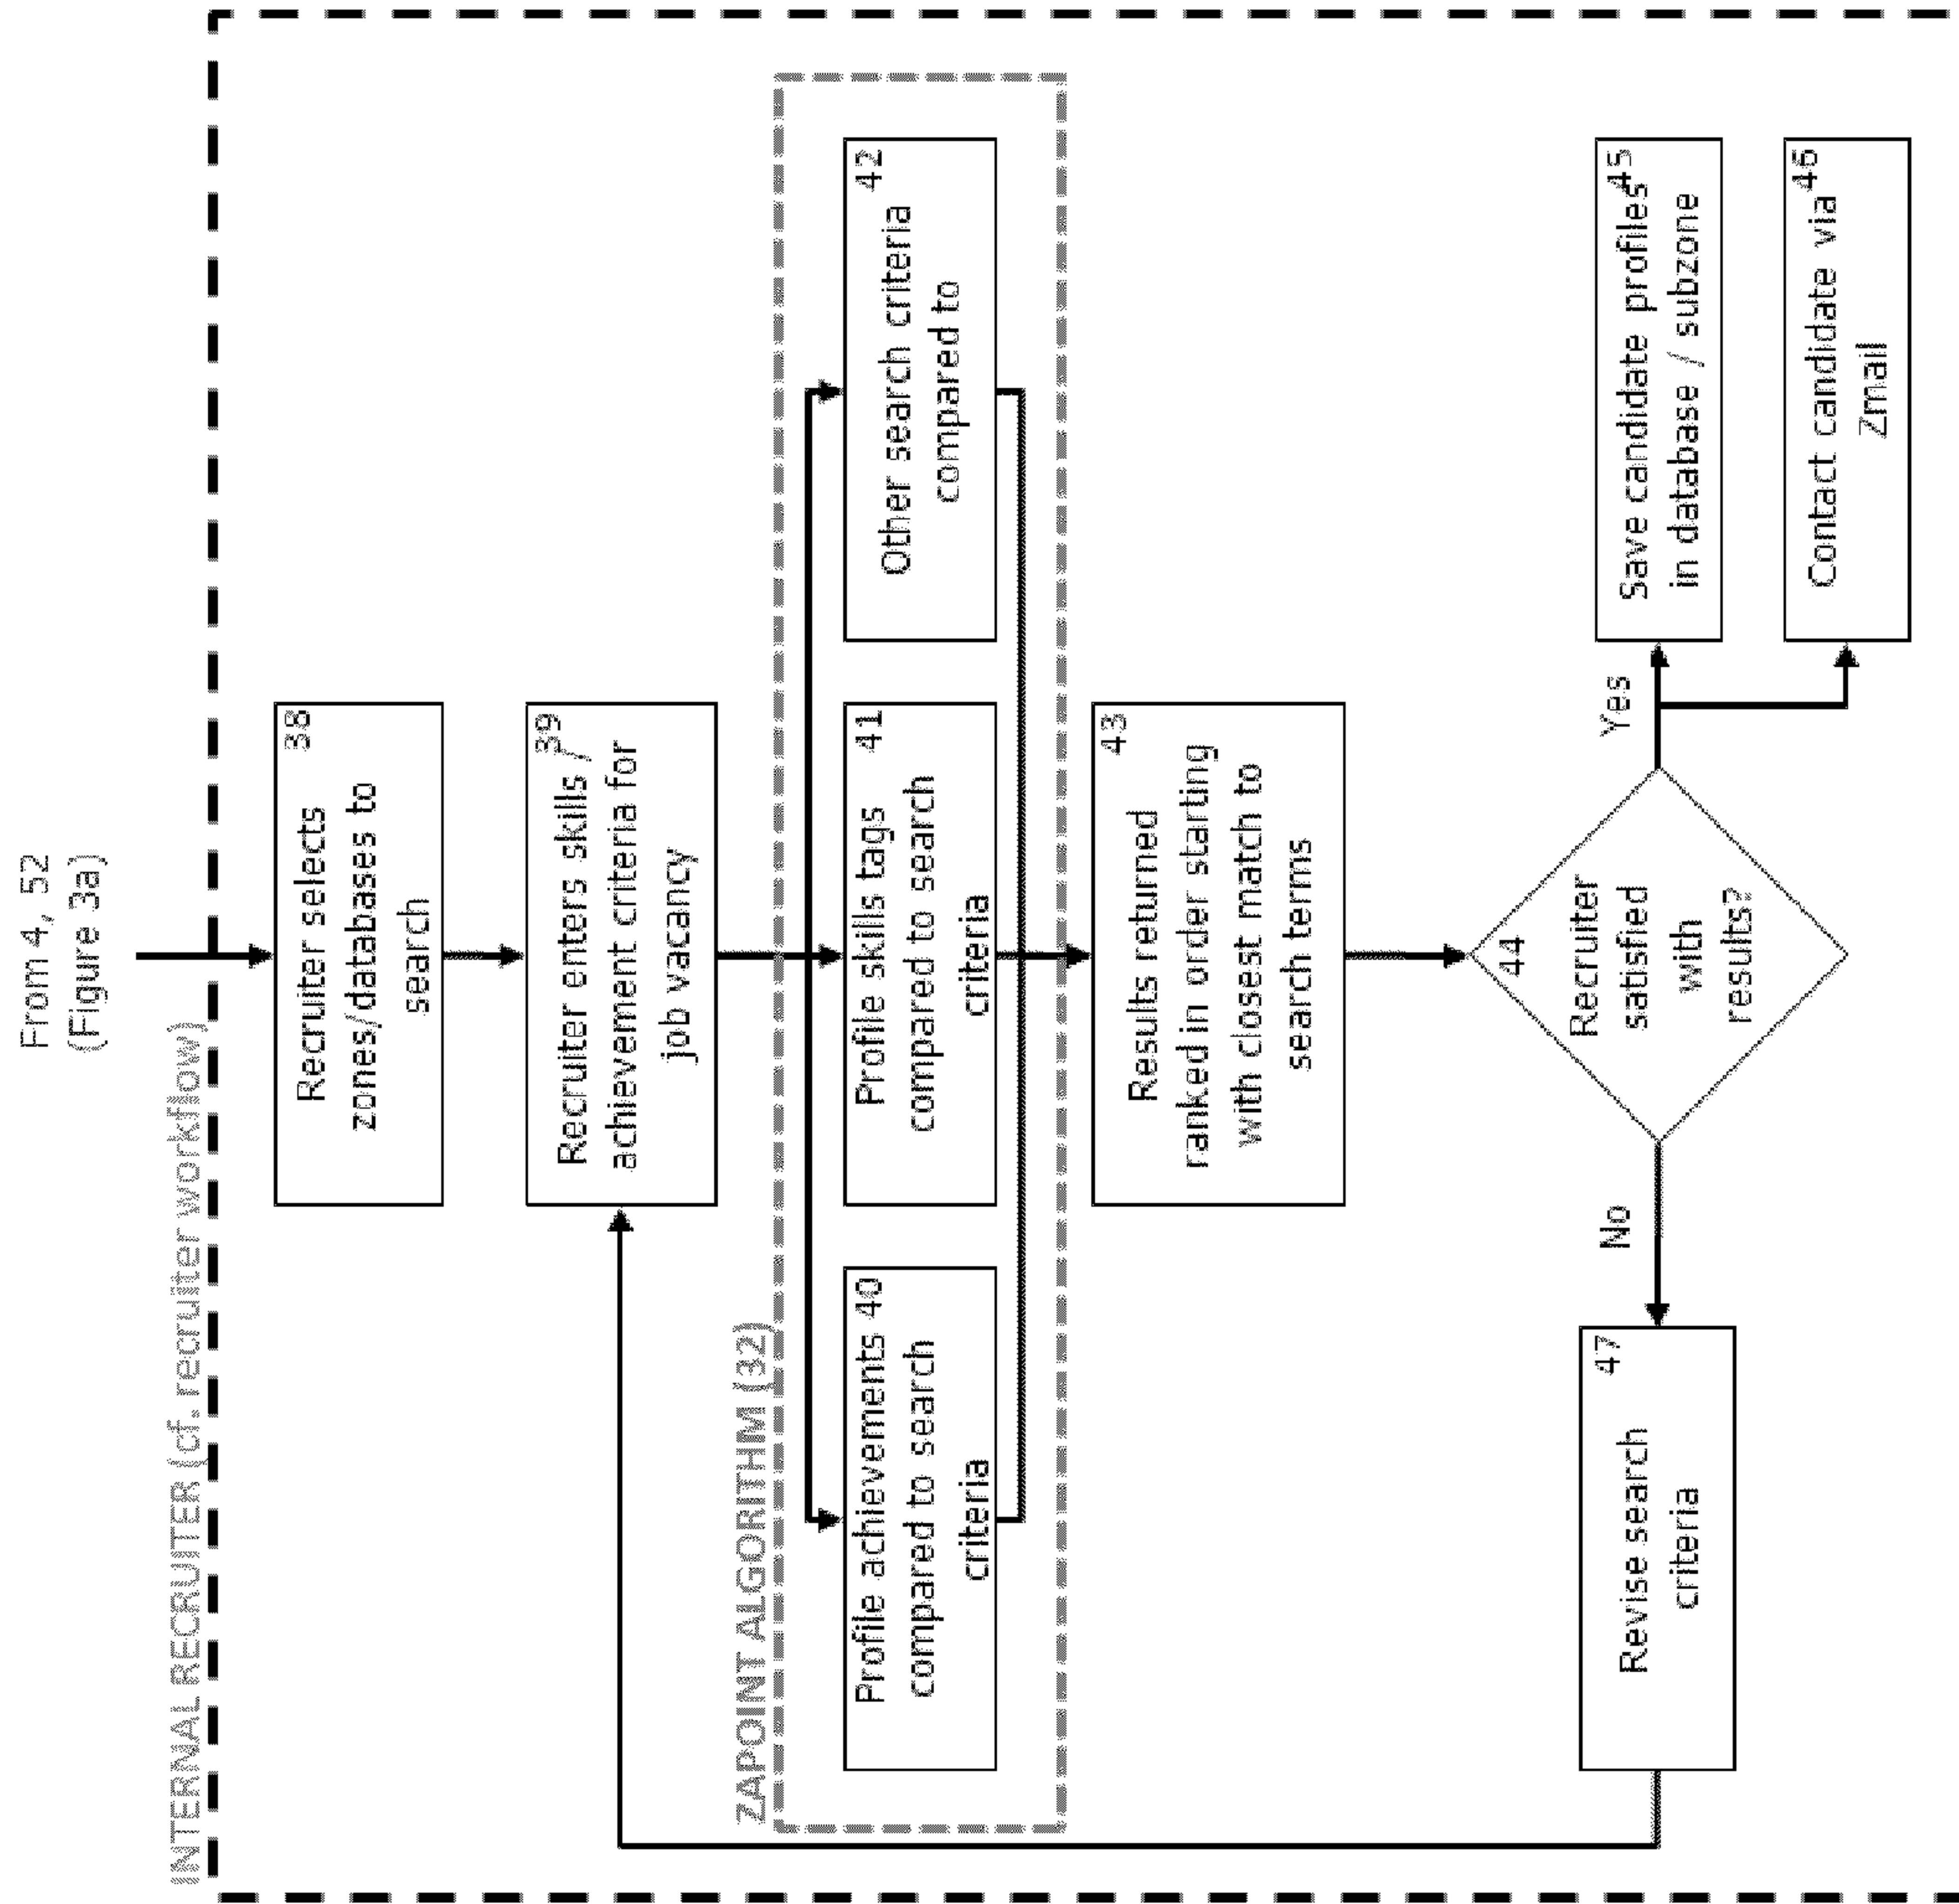 From 4, 52
(Figure 3a)
INTERNAL RECRUITER (cf. recruiter workflow)
38
Recruiter selects
zones/databases to
search
39
Recruiter enters skills /
achievement criteria for
job vacancy
ZAPOINT ALGORITHM (32)
Profile achievements 40
compared to search
criteria
41
Profile skills tags
compared to search
criteria
42
Other search criteria
compared to
43
Results returned
ranked in order starting
with closest match to
search terms
44
Recruiter
satisfied
with
results?
No
Yes
47
Revise search
criteria
45
Save candidate profiles
in database / subzone
46
Contact candidate via
Zmail